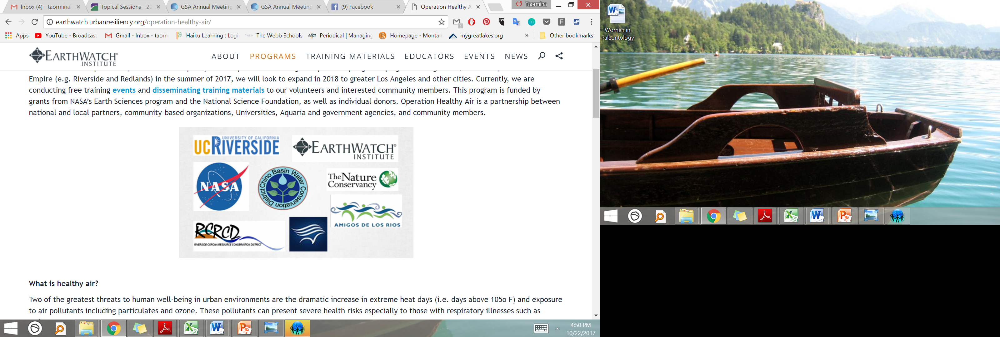 Inbox (4) - taorminal
Topical Sessions - 20
GSA Annual Meeting
GSA Annual Meeting
(9) Facebook
Operation Healthy A
Taormina
earthwatch.urbanresiliency.org/operation-healthy-air/
Apps
YouTube - Broadcast
Gmail - Inbox - taorm
Haiku Learning : Logi
The Webb Schools
Periodical | Managing
Homepage - Montan
mygreatlakes.org
»
Other bookmarks
EARTHWATCH®
INSTITUTE
ABOUT PROGRAMS TRAINING MATERIALS EDUCATORS EVENTS NEWS
Empire (e.g. Riverside and Redlands) in the summer of 2017, we will look to expand in 2018 to greater Los Angeles and other cities. Currently, we are
conducting free training events and disseminating training materials to our volunteers and interested community members. This program is funded by
grants from NASA's Earth Sciences program and the National Science Foundation, as well as individual donors. Operation Healthy Air is a partnership between
national and local partners, community-based organizations, Universities, Aquaria and government agencies, and community members.
UNIVERSITY OF CALIFORNIA
UCRIVERSIDE
EARTHWATCH®
INSTITUTE
NASA
Chino Basin Water Conservation District
The Nature
Conservancy
AMIGOS DE LOS RIOS
RCRCD
RIVERSIDE-CORONA RESOURCE CONSERVATION DISTRICT
What is healthy air?
Two of the greatest threats to human well-being in urban environments are the dramatic increase in extreme heat days (i.e. days above 105o F) and exposure
to air pollutants including particulates and ozone. These pollutants can present severe health risks especially to those with respiratory illnesses such as
4:50 PM
10/22/2017
Women in
Paleontology